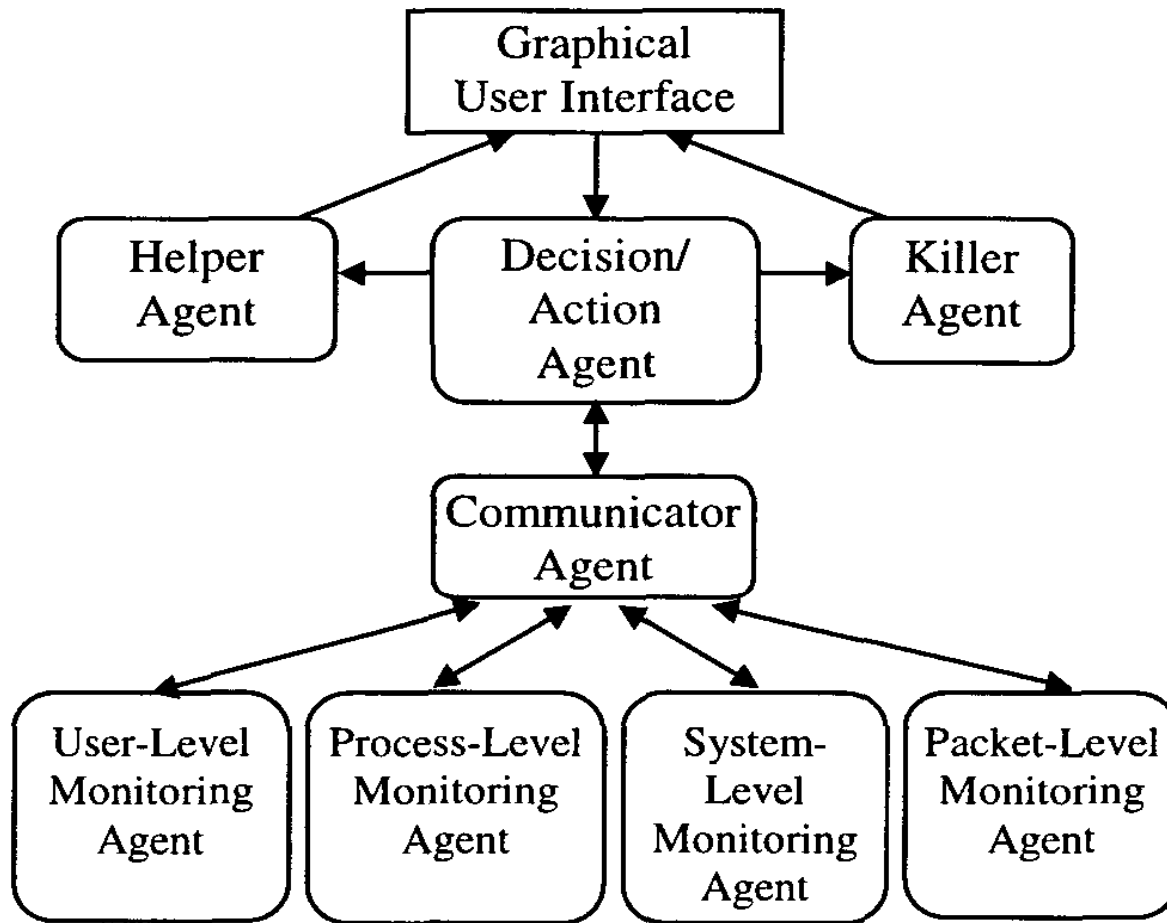 Graphical
User Interface
Helper
Agent
Decision/
Action
Agent
Killer
Agent
Communicator
Agent
User-Level
Monitoring
Agent
Process-Level
Monitoring
Agent
System-
Level
Monitoring
Agent
Packet-Level
Monitoring
Agent